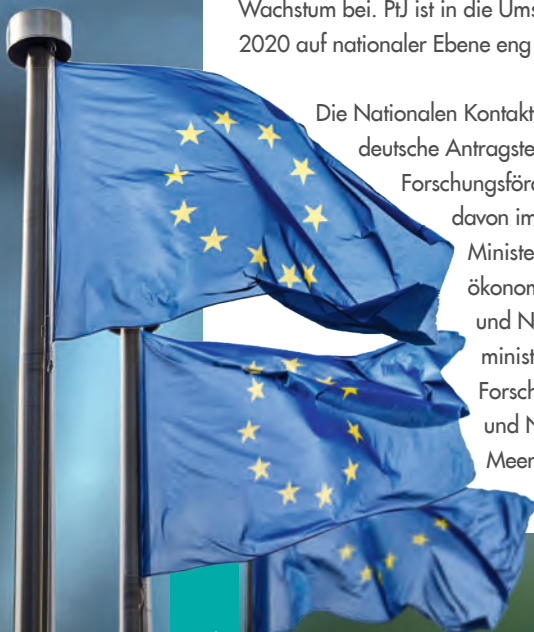 Wachstum bei. PtJ ist in die Ums
2020 auf nationaler Ebene eng
Die Nationalen Kontakt
deutsche Antragste
Forschungsförd
davon im
Ministe
ökonom
und N
minist
Forsch
und N
Meer